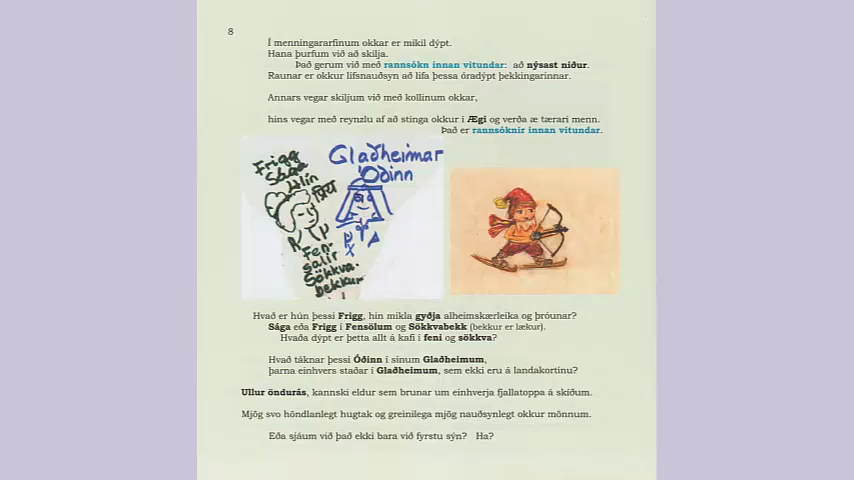 8
Í menningararfinum okkar er mikil dýpt.
Hana þurfum við að skilja.
Það gerum við með rannsókn innan vitundar: að nýsast niður.
Raunar er okkur lífsnauðsyn að lifa þessa óradýpt þekkingarinnar.
Annars vegar skiljum við með kollinum okkar,
hins vegar með reynzlu af að stinga okkur í Ægi og verða æ tærari menn.
Það er rannsóknir innan vitundar.
Frigg
Sága
Hlín
Glaðheimar
Óðinn
Fen-
salir
Sökkva-
bekkur
Hvað er hún þessi Frigg, hin mikla gyðja alheimskærleika og þróunar?
Sága eða Frigg í Fensölum og Sökkvabekk (bekkur er lækur).
Hvaða dýpt er þetta allt á kafi í feni og sökkva?
Hvað táknar þessi Óðinn í sínum Glaðheimum,
þarna einhvers staðar í Glaðheimum, sem ekki eru á landakortinu?
Ullur öndurás, kannski eldur sem brunar um einhverja fjallatoppa á skíðum.
Mjög svo höndlanlegt hugtak og greinilega mjög nauðsynlegt okkur mönnum.
Eða sjáum við það ekki bara við fyrstu sýn? Ha?